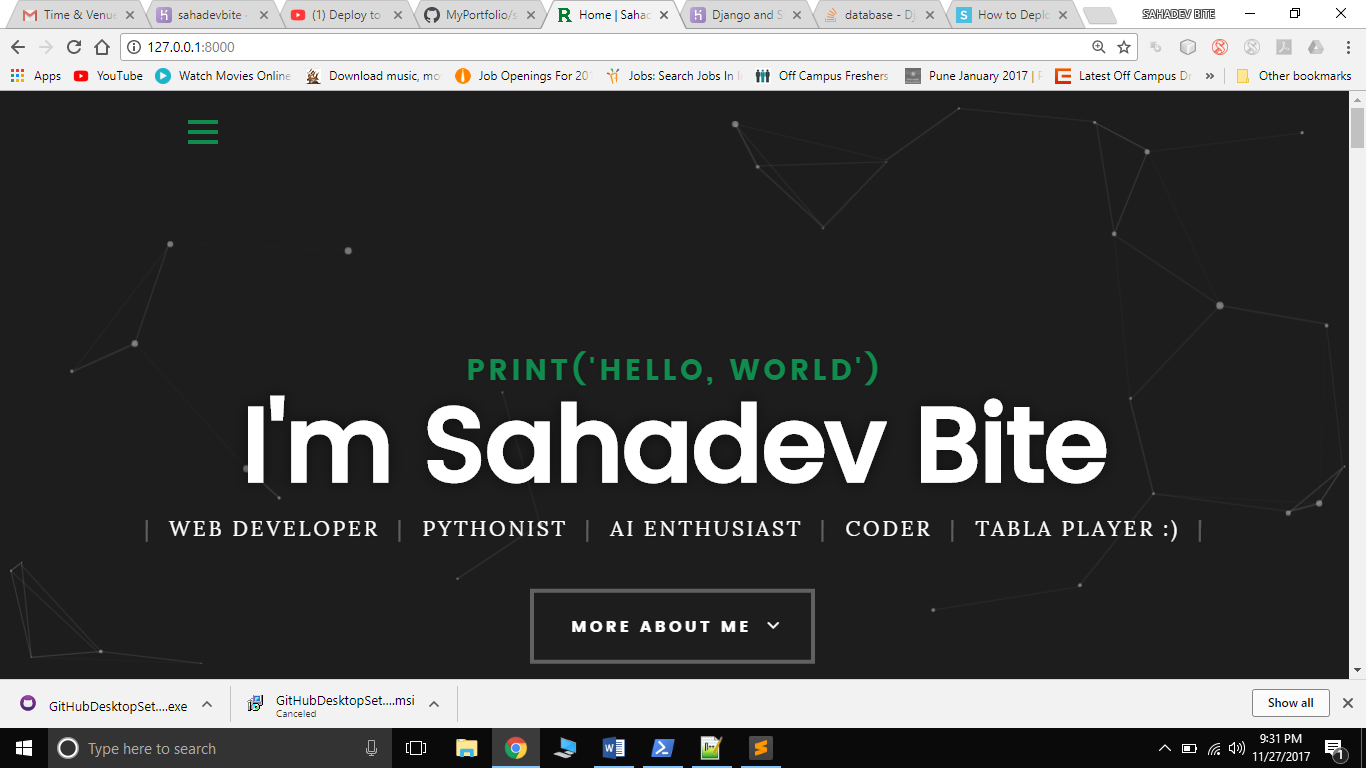 Time & Venue
sahadevbite -
(1) Deploy to
MyPortfolio/s
Home | Sahad
Django and S
database - Dj
How to Deplo
SAHADEV BITE
127.0.0.1:8000
Apps
YouTube
Watch Movies Online
Download music, mo
Job Openings For 201
Jobs: Search Jobs In I
Off Campus Freshers
Pune January 2017 | F
Latest Off Campus Dr
Other bookmarks
PRINT('HELLO, WORLD')
I'm Sahadev Bite
| WEB DEVELOPER | PYTHONIST | AI ENTHUSIAST | CODER | TABLA PLAYER :) |
MORE ABOUT ME
GitHubDesktopSet....exe
GitHubDesktopSet....msi
Canceled
Show all
Type here to search
9:31 PM
11/27/2017
1